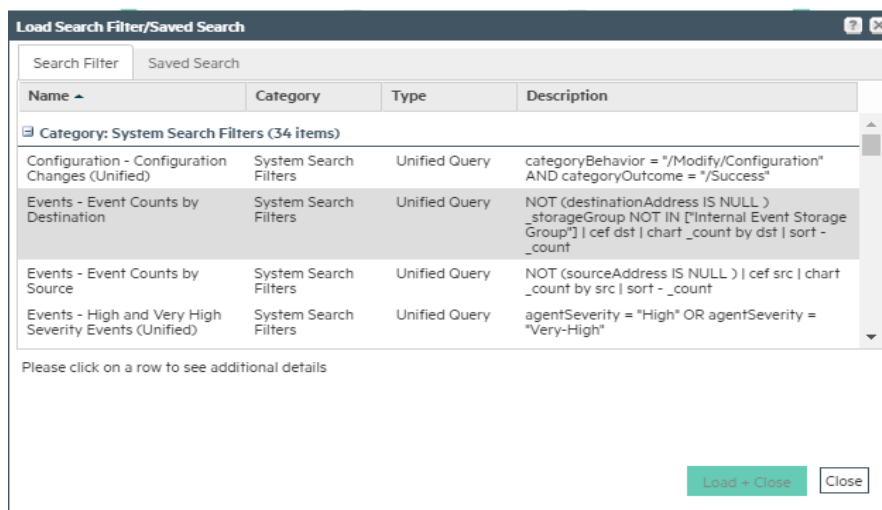 Load Search Filter/Saved Search
Search Filter
Saved Search
Name
Category
Type
Description
Category: System Search Filters (34 items)
Configuration - Configuration
Changes (Unified)
System Search
Filters
Unified Query
categoryBehavior = "/Modify/Configuration"
AND categoryOutcome = "/Success"
Events - Event Counts by
Destination
System Search
Filters
Unified Query
NOT (destinationAddress IS NULL )
_storageGroup NOT IN ["Internal Event Storage
Group"] | cef dst | chart _count by dst | sort -
_count
Events - Event Counts by
Source
System Search
Filters
Unified Query
NOT (sourceAddress IS NULL ) | cef src | chart
_count by src | sort - _count
Events - High and Very High
Severity Events (Unified)
System Search
Filters
Unified Query
agentSeverity = "High" OR agentSeverity =
"Very-High"
Please click on a row to see additional details
Load + Close
Close